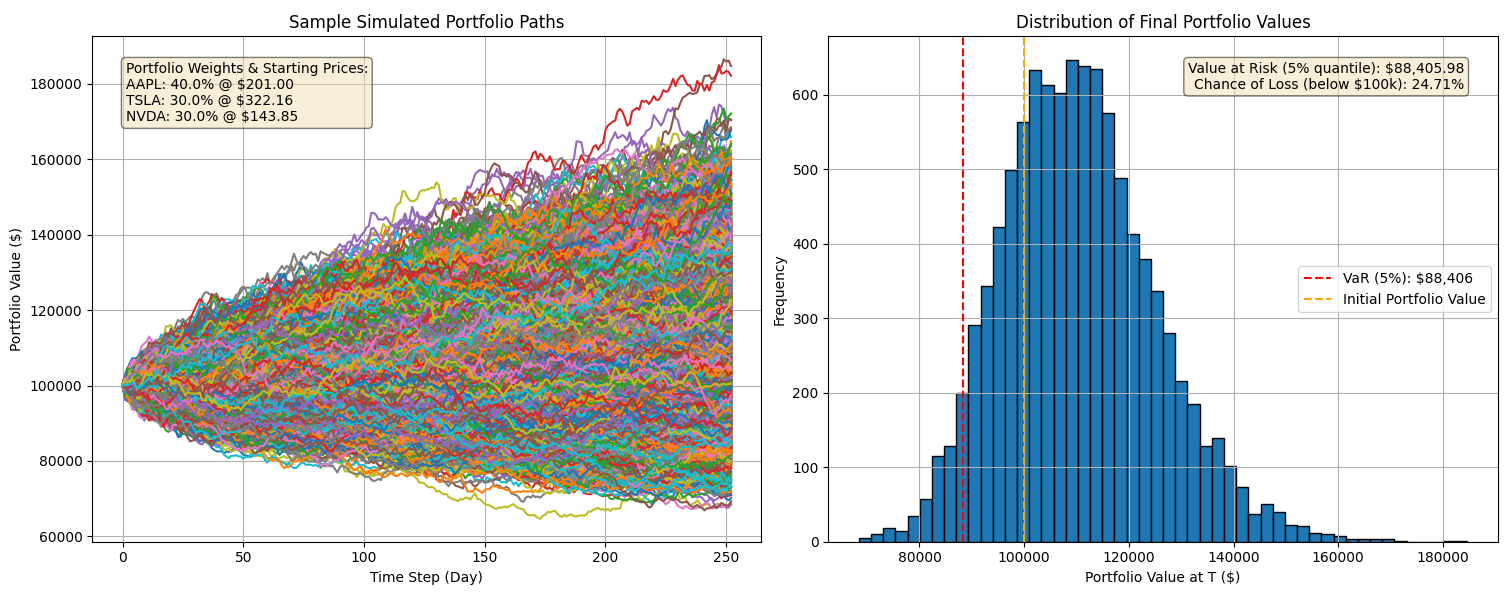 Sample Simulated Portfolio Paths
Portfolio Weights & Starting Prices:
AAPL: 40.0% @ $201.00
TSLA: 30.0% @ $322.16
NVDA: 30.0% @ $143.85
Portfolio Value ($)
180000
160000
140000
120000
100000
80000
60000
0
50
100
150
200
250
Time Step (Day)
Distribution of Final Portfolio Values
Value at Risk (5% quantile): $88,405.98
Chance of Loss (below $100k): 24.71%
VaR (5%): $88,406
Initial Portfolio Value
Frequency
600
500
400
300
200
100
0
80000
100000
120000
140000
160000
180000
Portfolio Value at T ($)